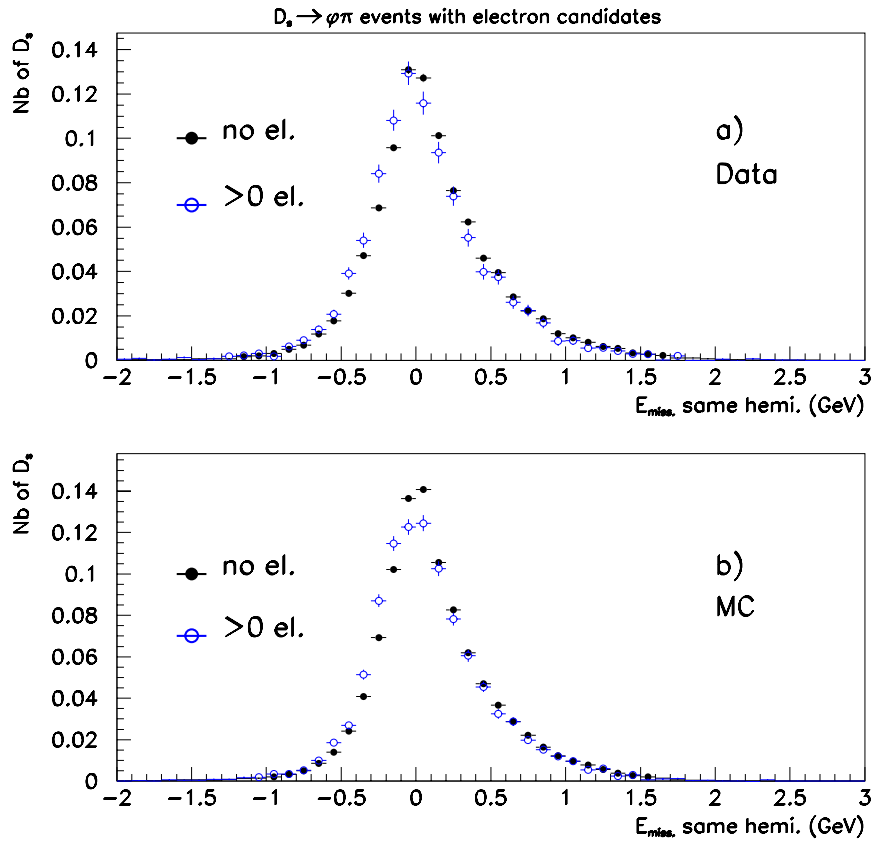 Dₛ→φπ events with electron candidates
Nb of Dₛ
0.14
0.12
0.1
0.08
0.06
0.04
0.02
0
no el.
>0 el.
a)
Data
−2 −1.5 −1 −0.5 0 0.5 1 1.5 2 2.5 3
E_miss. same hemi. (GeV)
Nb of Dₛ
0.14
0.12
0.1
0.08
0.06
0.04
0.02
0
no el.
>0 el.
b)
MC
−2 −1.5 −1 −0.5 0 0.5 1 1.5 2 2.5 3
E_miss. same hemi. (GeV)